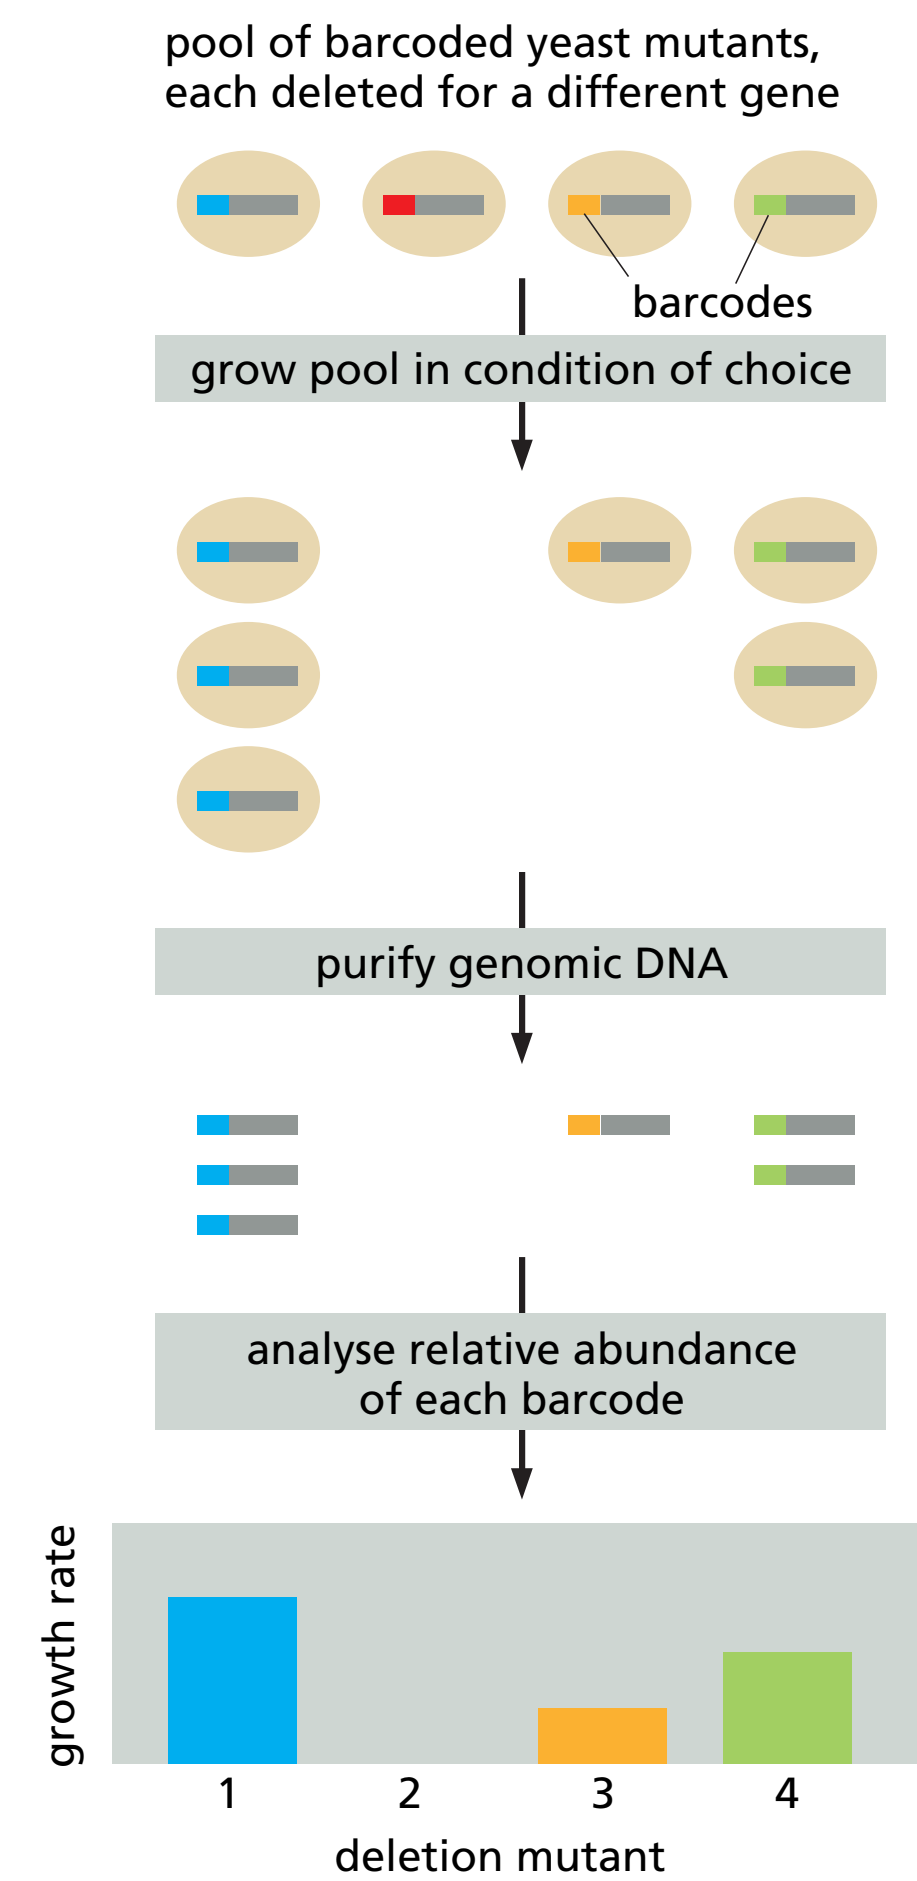 pool of barcoded yeast mutants,
each deleted for a different gene
barcodes
grow pool in condition of choice
purify genomic DNA
analyse relative abundance
of each barcode
growth rate
1 2 3 4
deletion mutant